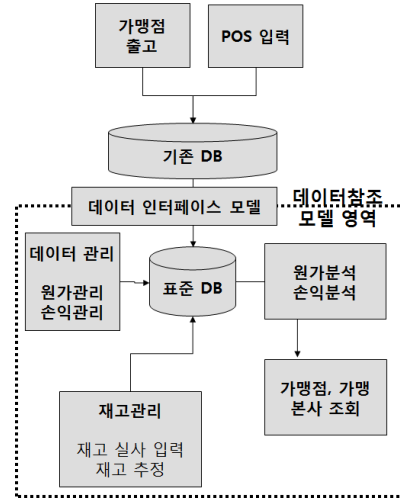 가맹점
출고
POS 입력
기존 DB
데이터 인터페이스 모델
데이터참조
모델 영역
데이터 관리
원가관리
손익관리
표준 DB
원가분석
손익분석
재고관리
재고 실사 입력
재고 추정
가맹점, 가맹
본사 조회